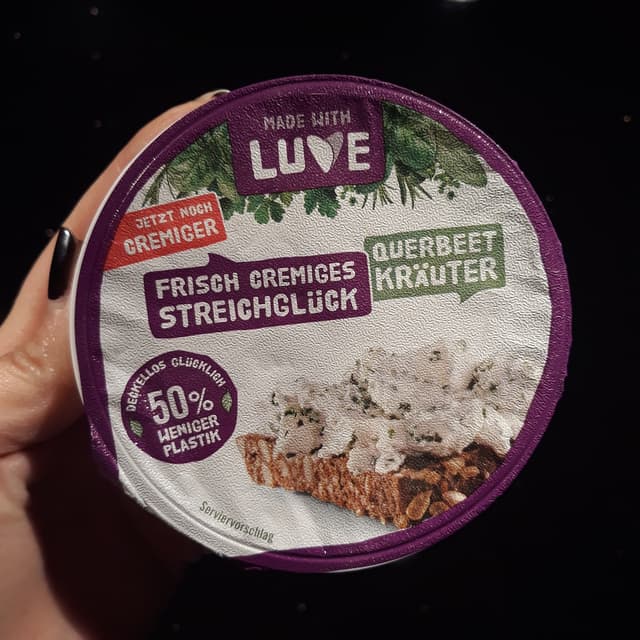 MADE WITH
LUVE
JETZT NOCH
CREMIGER
FRISCH CREMIGES
STREICHGLÜCK
QUERBEET
KRÄUTER
DECKELLOS GLÜCKLICH
50%
WENIGER
PLASTIK
Serviervorschlag